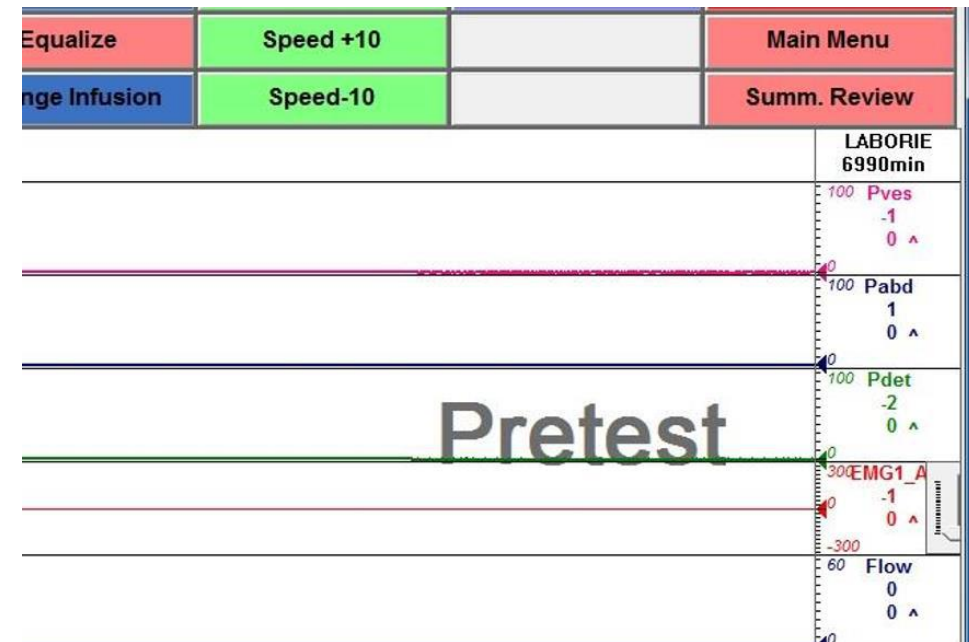 Equalize
Speed +10
Main Menu
nge Infusion
Speed-10
Summ. Review
LABORIE
6990min
100 Pves
-1
0 ^
0
100 Pabd
1
0 ^
0
100 Pdet
-2
0 ^
0
Pretest
300 EMG1_A
-1
0
0 ^
-300
60 Flow
0
0 ^
0